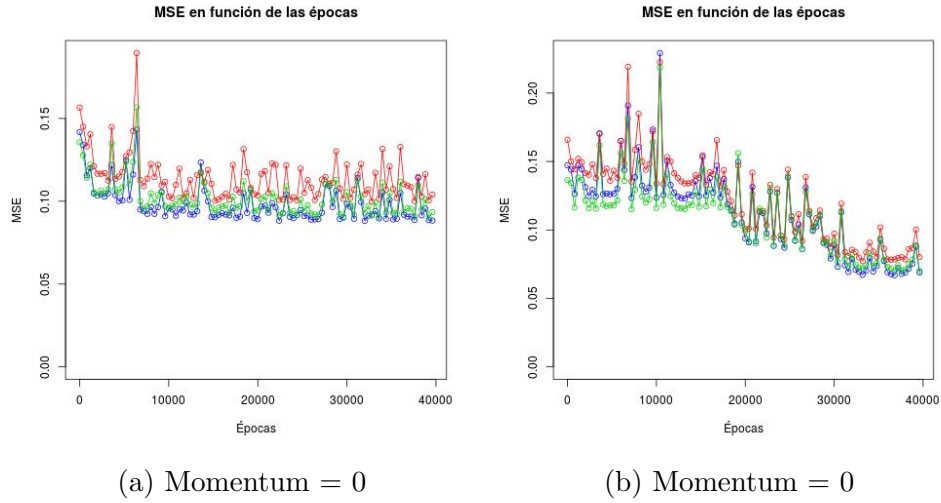 MSE en función de las épocas
MSE
0.00 0.05 0.10 0.15
0 10000 20000 30000 40000
Épocas
(a) Momentum = 0
MSE en función de las épocas
MSE
0.00 0.05 0.10 0.15 0.20
0 10000 20000 30000 40000
Épocas
(b) Momentum = 0